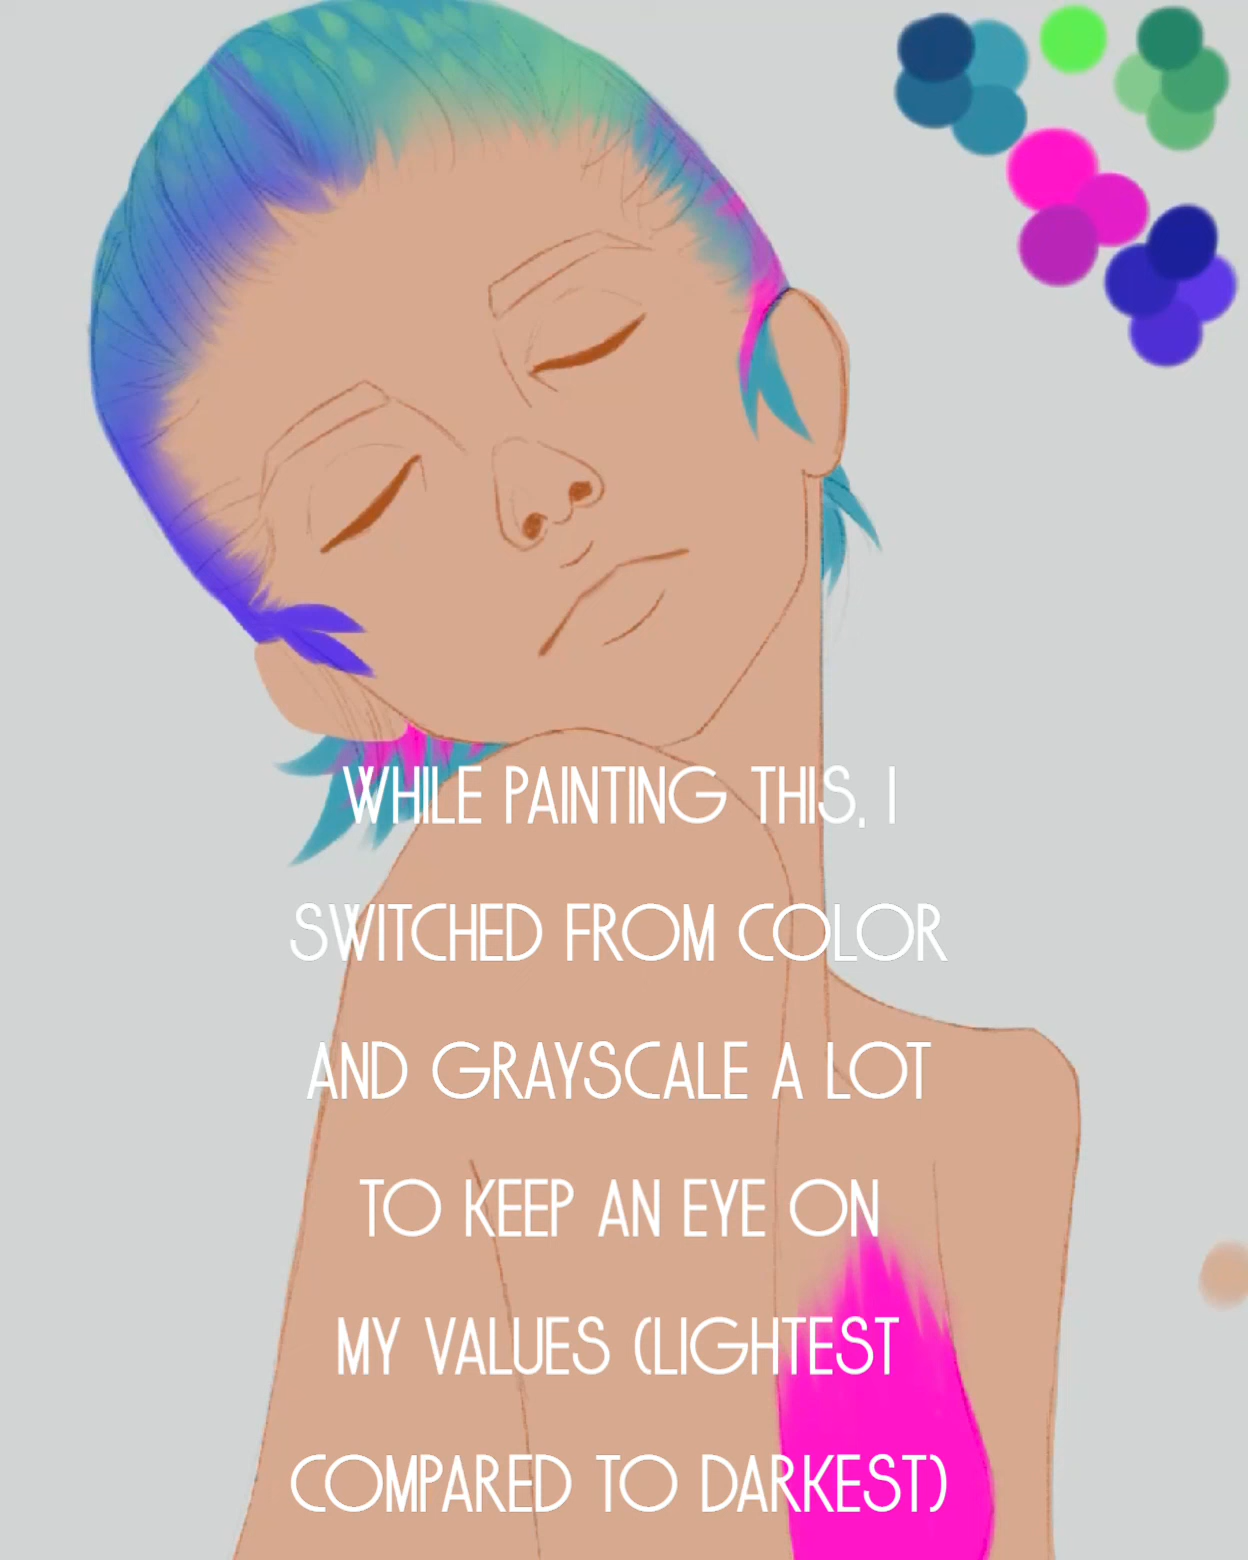 WHILE PAINTING THIS, I
SWITCHED FROM COLOR
AND GRAYSCALE A LOT
TO KEEP AN EYE ON
MY VALUES (LIGHTEST
COMPARED TO DARKEST)